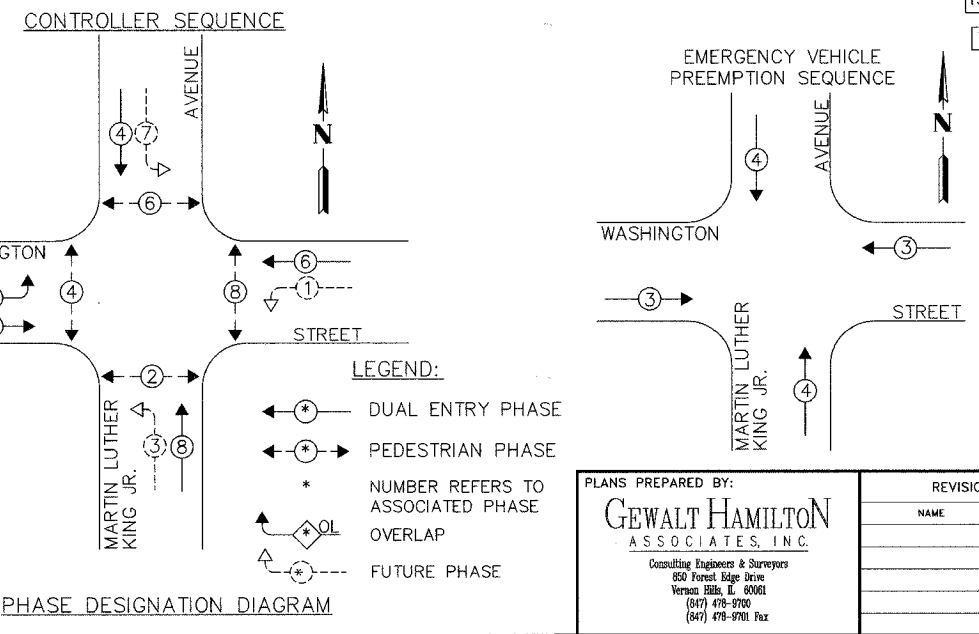 CONTROLLER SEQUENCE
AVENUE
4
7
N
6
GTON
4
8
6
1
STREET
2
MARTIN LUTHER
KING JR.
3
8
LEGEND:
* DUAL ENTRY PHASE
* PEDESTRIAN PHASE
* NUMBER REFERS TO
ASSOCIATED PHASE
* OL OVERLAP
* FUTURE PHASE
PHASE DESIGNATION DIAGRAM
EMERGENCY VEHICLE
PREEMPTION SEQUENCE
AVENUE
4
N
WASHINGTON
3
3
STREET
MARTIN LUTHER
KING JR.
4
PLANS PREPARED BY:
GEWALT HAMILTON
ASSOCIATES, INC.
Consulting Engineers & Surveyors
850 Forest Edge Drive
Vernon Hills, IL 60061
(847) 478-9700
(847) 478-9701 Fax
REVISIO
NAME